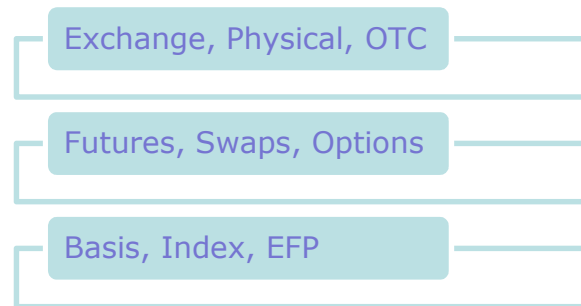 Exchange, Physical, OTC
Futures, Swaps, Options
Basis, Index, EFP